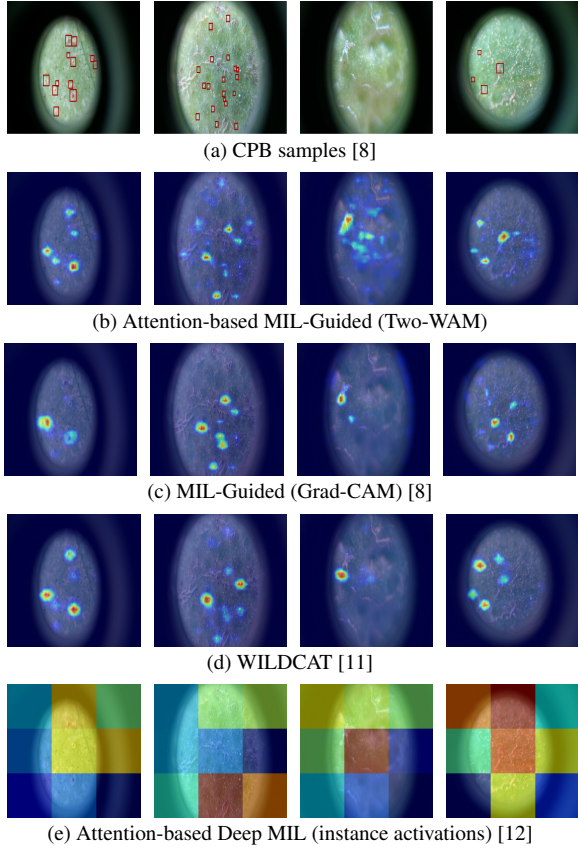 (a) CPB samples [8]
(b) Attention-based MIL-Guided (Two-WAM)
(c) MIL-Guided (Grad-CAM) [8]
(d) WILDCAT [11]
(e) Attention-based Deep MIL (instance activations) [12]